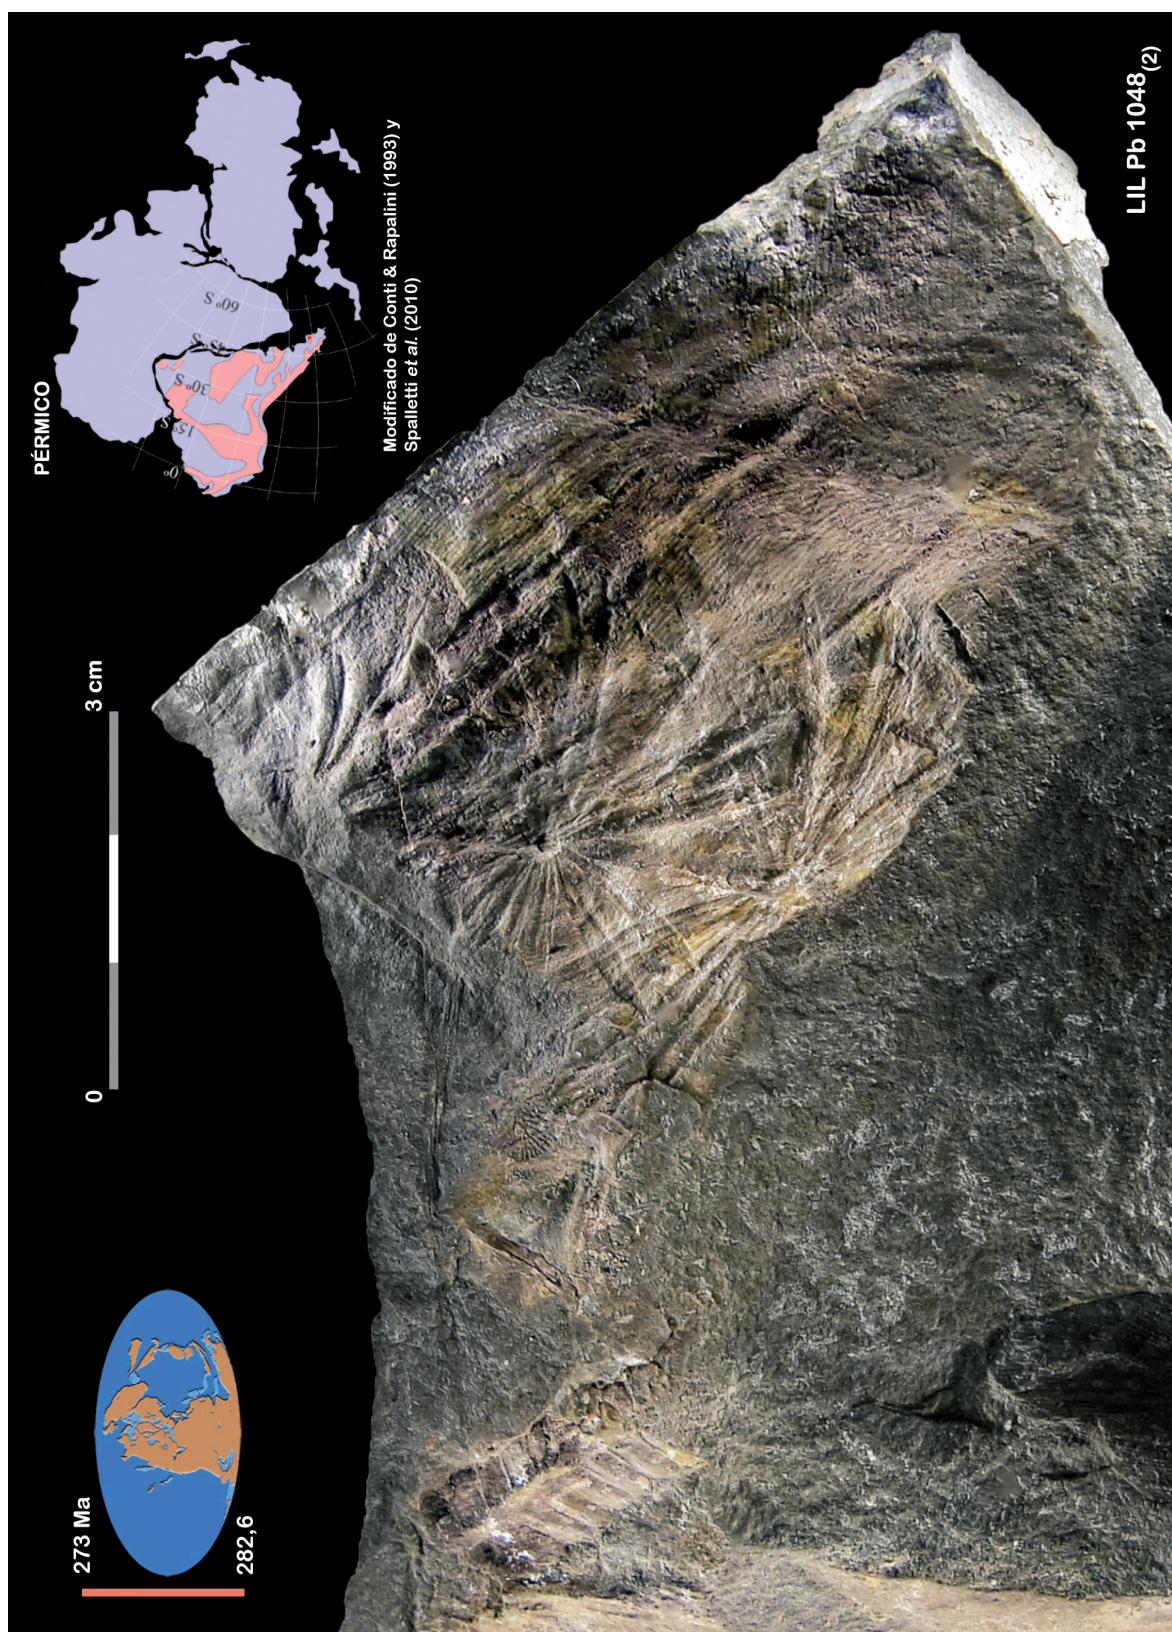 PÉRMICO
0°
15° S
30° S
60° S
Modificado de Conti & Rapalini (1993) y
Spalletti et al. (2010)
LIL Pb 1048(2)
0
3 cm
273 Ma
282,6